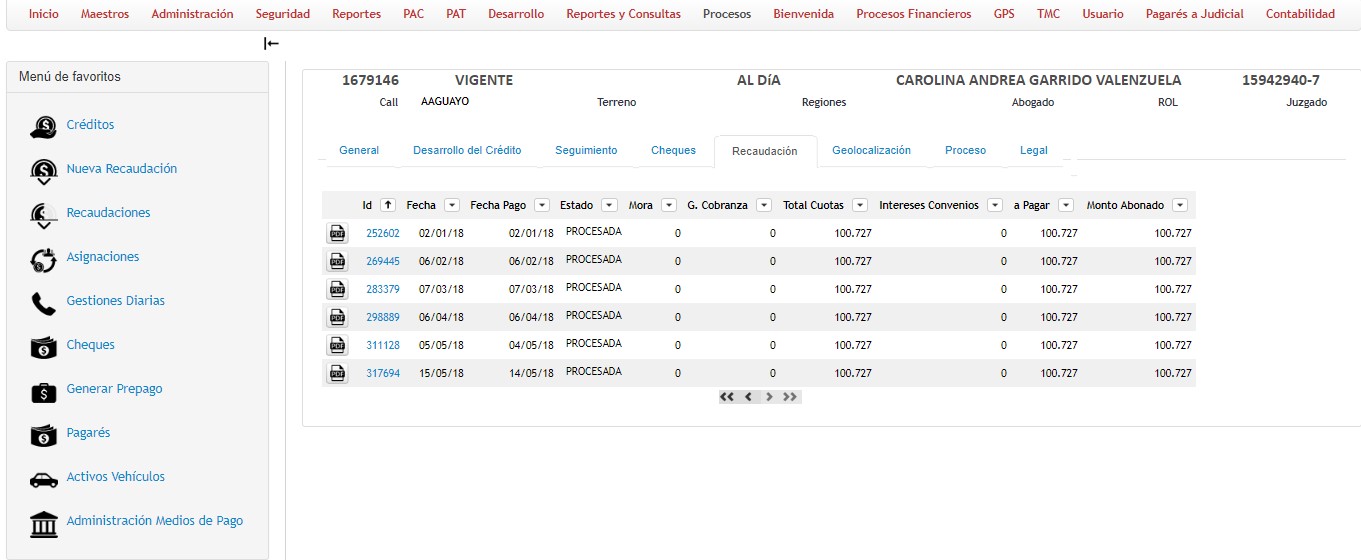 Inicio Maestros Administración Seguridad Reportes PAC PAT Desarrollo Reportes y Consultas Procesos Bienvenida Procesos Financieros GPS TMC Usuario Pagarés a Judicial Contabilidad
Menú de favoritos
Créditos
Nueva Recaudación
Recaudaciones
Asignaciones
Gestiones Diarias
Cheques
Generar Prepago
Pagarés
Activos Vehículos
Administración Medios de Pago
1679146 VIGENTE AL DíA CAROLINA ANDREA GARRIDO VALENZUELA 15942940-7
Call AAGUAYO Terreno Regiones Abogado ROL Juzgado
General Desarrollo del Crédito Seguimiento Cheques Recaudación Geolocalización Proceso Legal
Id Fecha Fecha Pago Estado Mora G. Cobranza Total Cuotas Intereses Convenios a Pagar Monto Abonado
PDF 252602 02/01/18 02/01/18 PROCESADA 0 0 100.727 0 100.727 100.727
PDF 269445 06/02/18 06/02/18 PROCESADA 0 0 100.727 0 100.727 100.727
PDF 283379 07/03/18 07/03/18 PROCESADA 0 0 100.727 0 100.727 100.727
PDF 298889 06/04/18 06/04/18 PROCESADA 0 0 100.727 0 100.727 100.727
PDF 311128 05/05/18 04/05/18 PROCESADA 0 0 100.727 0 100.727 100.727
PDF 317694 15/05/18 14/05/18 PROCESADA 0 0 100.727 0 100.727 100.727